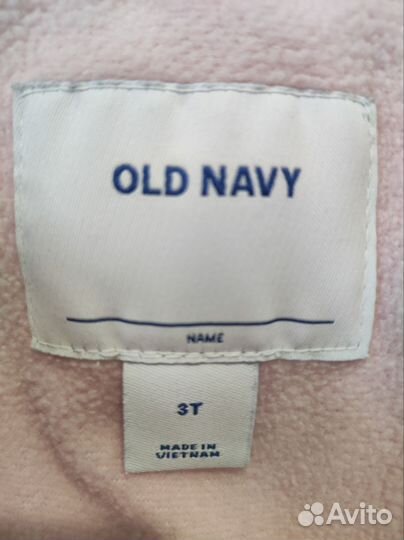 OLD NAVY
NAME
3T
MADE IN
VIETNAM
Avito